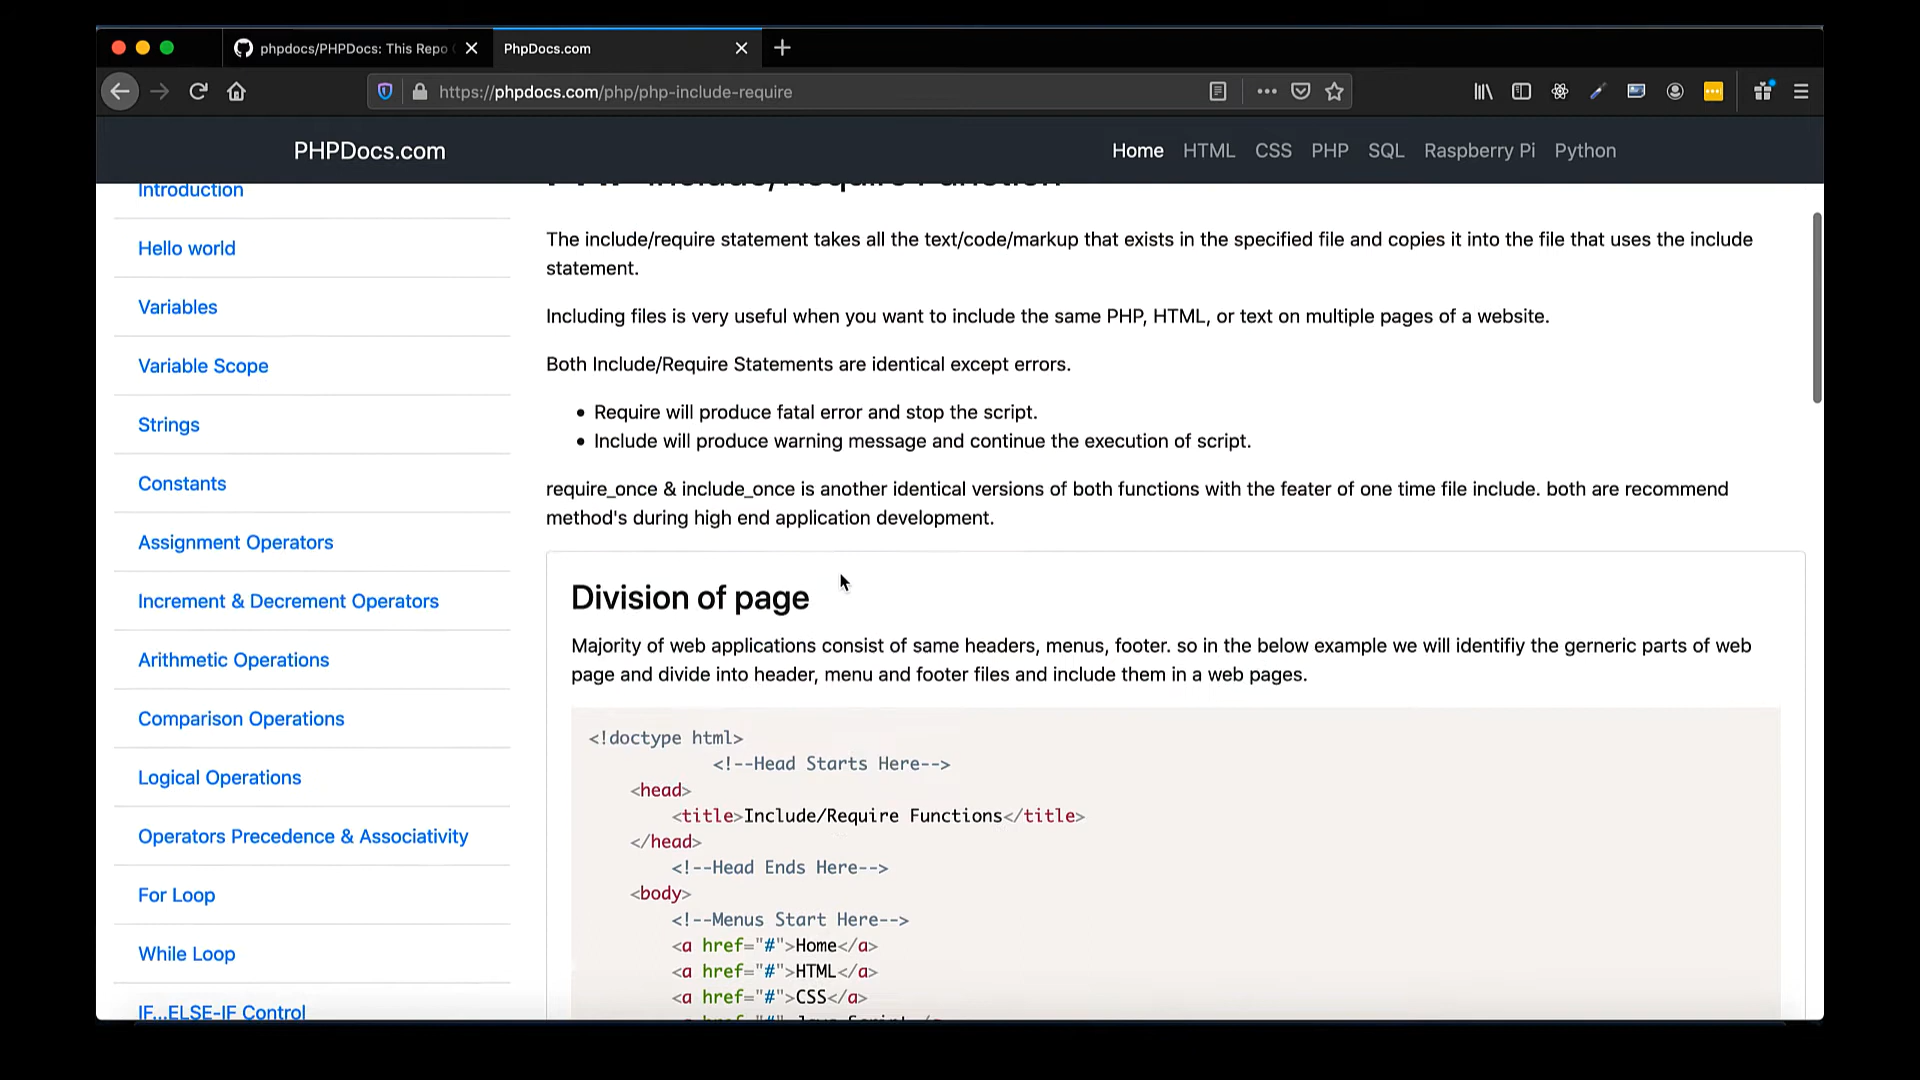 phpdocs/PHPDocs: This Repo
PhpDocs.com
https://phpdocs.com/php/php-include-require
PHPDocs.com
Home HTML CSS PHP SQL Raspberry Pi Python
Introduction
Hello world
Variables
Variable Scope
Strings
Constants
Assignment Operators
Increment & Decrement Operators
Arithmetic Operations
Comparison Operations
Logical Operations
Operators Precedence & Associativity
For Loop
While Loop
IF...ELSE-IF Control
Include/Require Function
The include/require statement takes all the text/code/markup that exists in the specified file and copies it into the file that uses the include
statement.
Including files is very useful when you want to include the same PHP, HTML, or text on multiple pages of a website.
Both Include/Require Statements are identical except errors.
• Require will produce fatal error and stop the script.
• Include will produce warning message and continue the execution of script.
require_once & include_once is another identical versions of both functions with the feater of one time file include. both are recommend
method's during high end application development.
Division of page
Majority of web applications consist of same headers, menus, footer. so in the below example we will identifiy the gerneric parts of web
page and divide into header, menu and footer files and include them in a web pages.
<!doctype html>
<!--Head Starts Here-->
<head>
<title>Include/Require Functions</title>
</head>
<!--Head Ends Here-->
<body>
<!--Menus Start Here-->
<a href="#">Home</a>
<a href="#">HTML</a>
<a href="#">CSS</a>